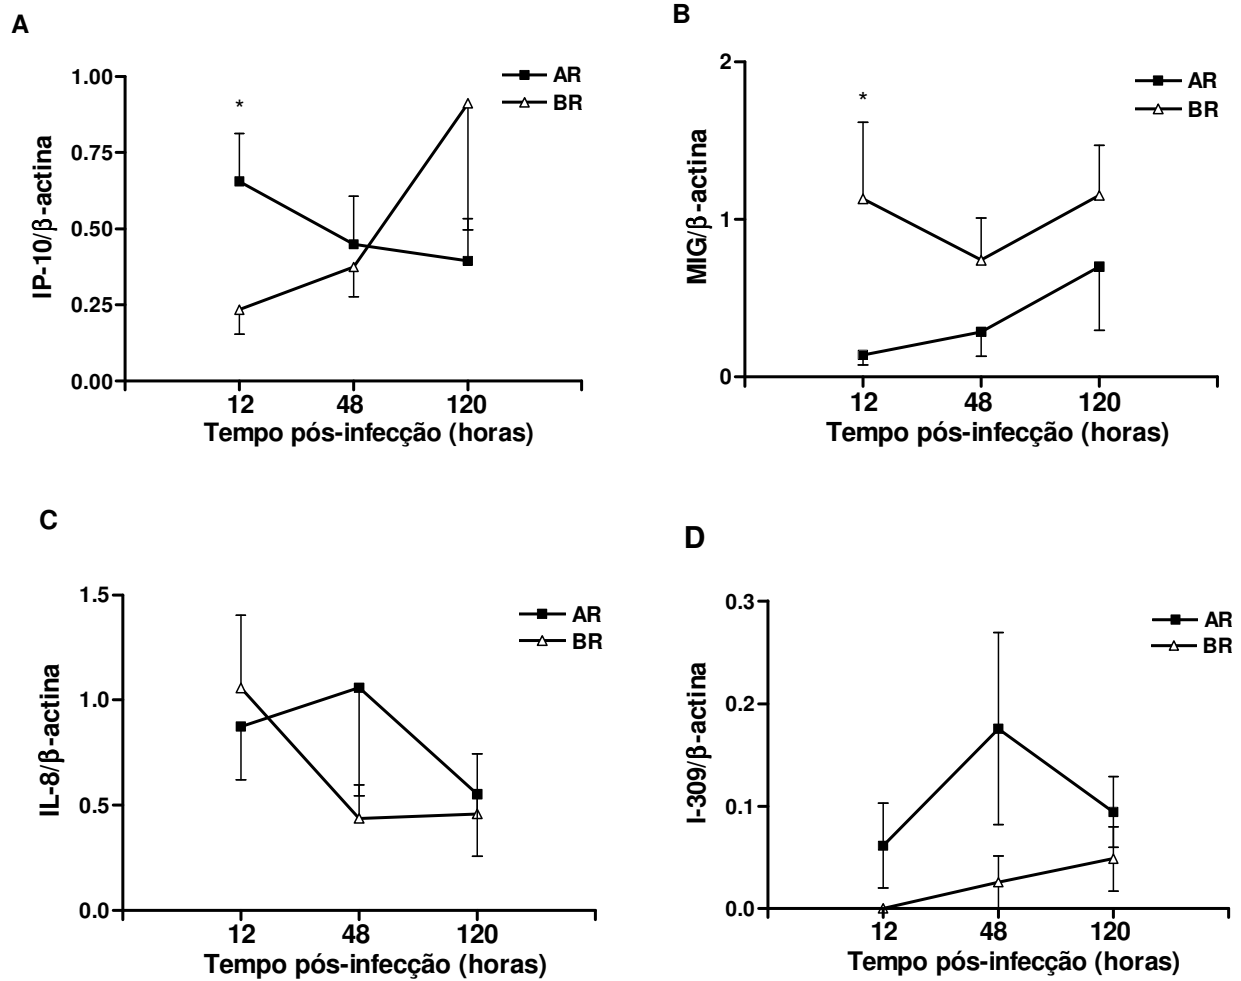 A
1.00
0.75
0.50
0.25
0.00
IP-10/β-actina
*
AR
BR
12 48 120
Tempo pós-infecção (horas)
B
2
1
0
MIG/β-actina
*
AR
BR
12 48 120
Tempo pós-infecção (horas)
C
1.5
1.0
0.5
0.0
IL-8/β-actina
AR
BR
12 48 120
Tempo pós-infecção (horas)
D
0.3
0.2
0.1
0.0
I-309/β-actina
AR
BR
12 48 120
Tempo pós-infecção (horas)